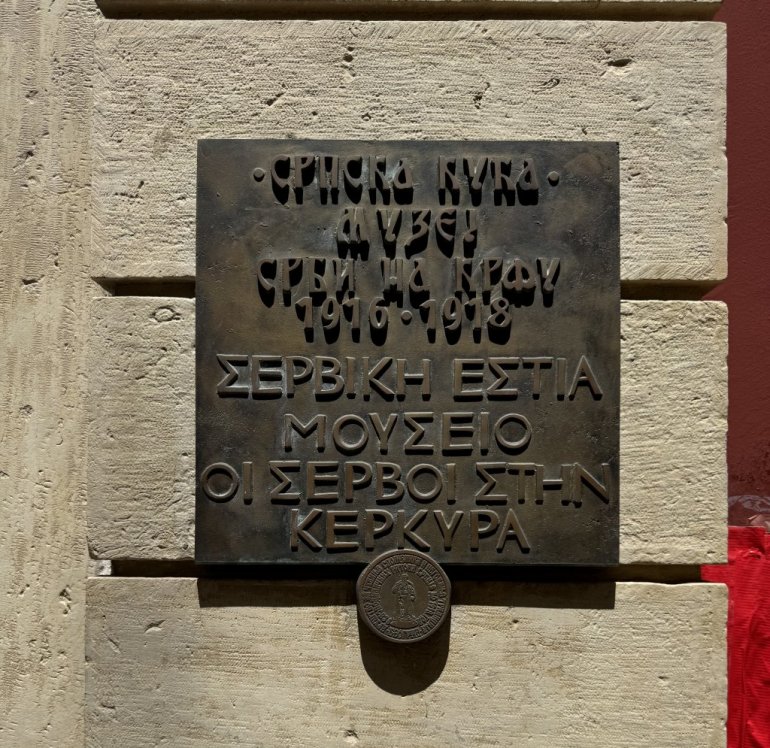 ·СРПСКА КУЋА·
МУЗЕЈ
СРБИ НА КРФУ
1916·1918
ΣΕΡΒΙΚΗ ΕΣΤΙΑ
ΜΟΥΣΕΙΟ
ΟΙ ΣΕΡΒΟΙ ΣΤΗΝ
ΚΕΡΚΥΡΑ